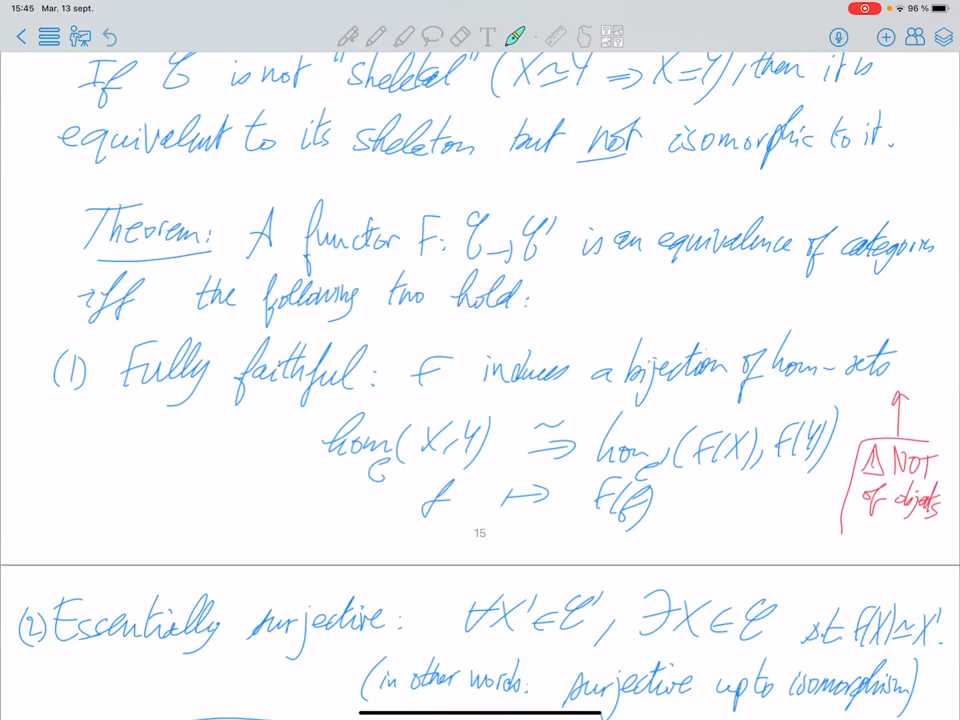 15:45 Mar. 13 sept. 96 %
If C is not "skeletal" (X≃Y ⇒ X=Y), then it is
equivalent to its skeleton but not isomorphic to it.
Theorem: A functor F: C → C' is an equivalence of categories
iff the following two hold:
(1) Fully faithful: F induces a bijection of hom-sets
hom_C(X,Y) ≅→ hom_C'(F(X), F(Y))
f ↦ F(f)
⚠ NOT
of objects
15
(2) Essentially surjective: ∀X'∈C', ∃X∈C st F(X)≃X'.
(in other words: surjective up to isomorphism)